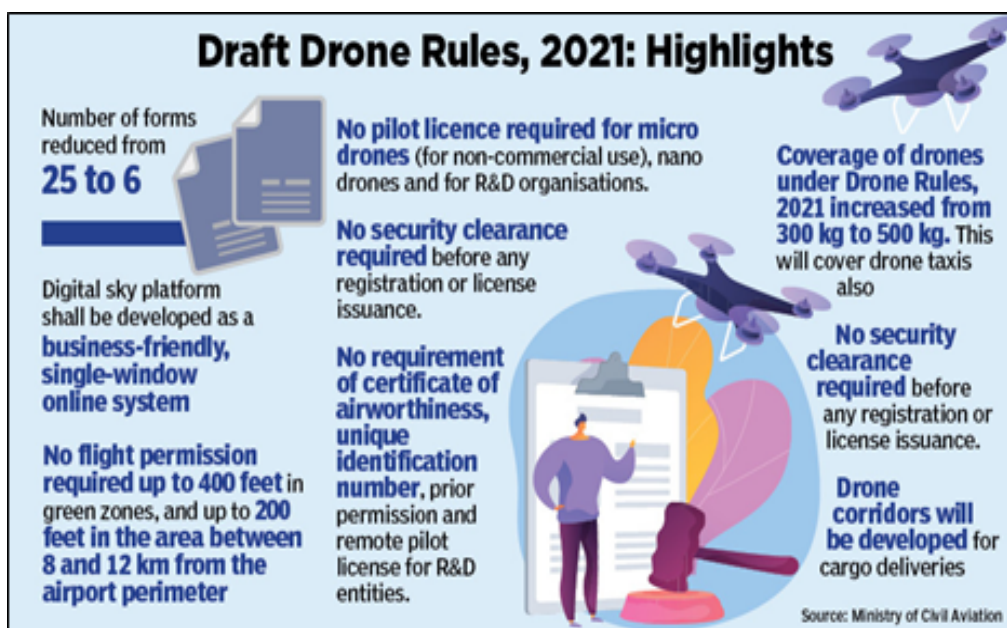 Draft Drone Rules, 2021: Highlights
Number of forms
reduced from
25 to 6
Digital sky platform
shall be developed as a
business-friendly,
single-window
online system
No flight permission
required up to 400 feet in
green zones, and up to 200
feet in the area between
8 and 12 km from the
airport perimeter
No pilot licence required for micro
drones (for non-commercial use), nano
drones and for R&D organisations.
No security clearance
required before any
registration or license
issuance.
No requirement
of certificate of
airworthiness,
unique
identification
number, prior
permission and
remote pilot
license for R&D
entities.
Coverage of drones
under Drone Rules,
2021 increased from
300 kg to 500 kg. This
will cover drone taxis
also
No security
clearance
required before
any registration or
license issuance.
Drone
corridors will
be developed for
cargo deliveries
Source: Ministry of Civil Aviation